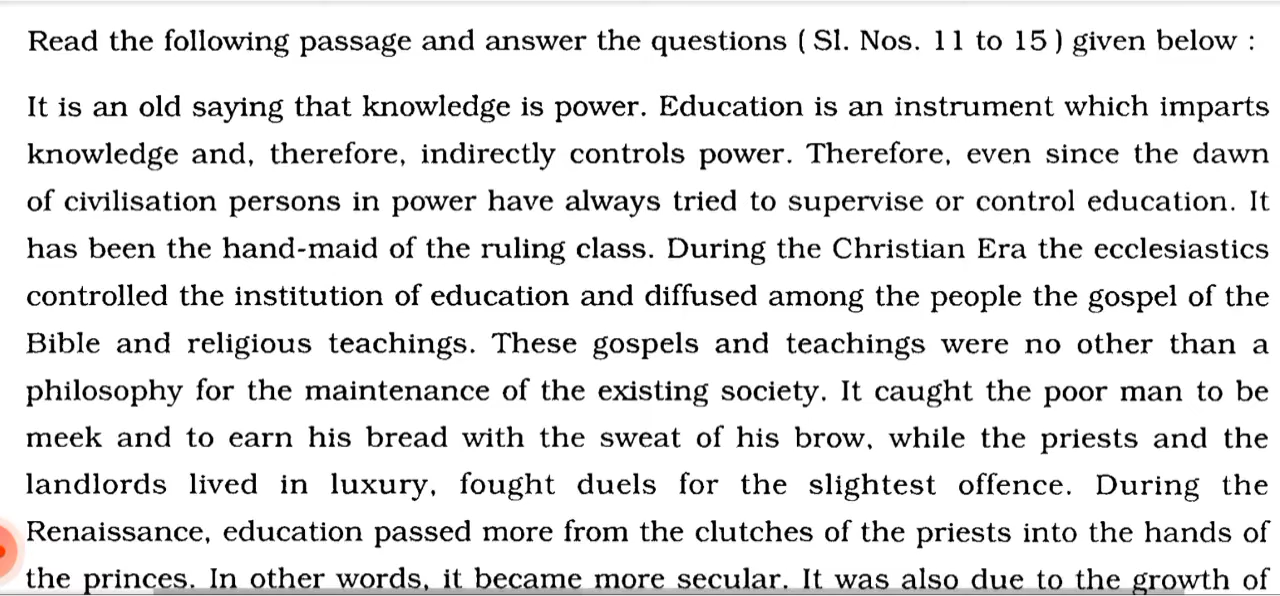 Read the following passage and answer the questions ( Sl. Nos. 11 to 15 ) given below :
It is an old saying that knowledge is power. Education is an instrument which imparts
knowledge and, therefore, indirectly controls power. Therefore, even since the dawn
of civilisation persons in power have always tried to supervise or control education. It
has been the hand-maid of the ruling class. During the Christian Era the ecclesiastics
controlled the institution of education and diffused among the people the gospel of the
Bible and religious teachings. These gospels and teachings were no other than a
philosophy for the maintenance of the existing society. It caught the poor man to be
meek and to earn his bread with the sweat of his brow, while the priests and the
landlords lived in luxury, fought duels for the slightest offence. During the
Renaissance, education passed more from the clutches of the priests into the hands of
the princes. In other words, it became more secular. It was also due to the growth of